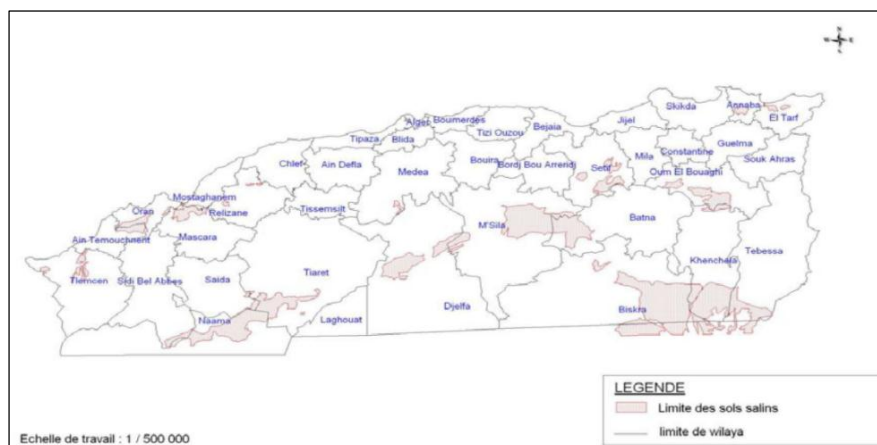 N
W E
S
Skikda
Annaba
El Tarf
Alger
Boumerdes
Tizi Ouzou
Bejaia
Jijel
Tipaza
Blida
Guelma
Constantine
Mila
Souk Ahras
Chlef
Ain Defla
Medea
Bouira
Bordj Bou Arreridj
Setif
Oum El Bouaghi
Mostaghanem
Oran
Relizane
Tissemsilt
M'Sila
Batna
Ain Temouchnent
Mascara
Tebessa
Khenchela
Tlemcen
Sidi Bel Abbes
Saida
Tiaret
Naama
Laghouat
Djelfa
Biskra
LEGENDE
Limite des sols salins
limite de wilaya
Echelle de travail : 1 / 500 000